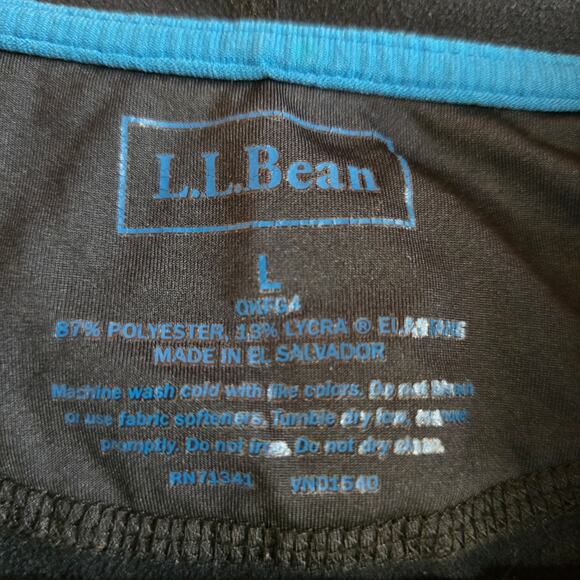 L.L.Bean
L
0KFG4
87% POLYESTER, 13% LYCRA ® ELASTANE
MADE IN EL SALVADOR
Machine wash cold with like colors. Do not bleach
or use fabric softeners. Tumble dry low, remove
promptly. Do not iron. Do not dry clean.
RN71341 VND1540